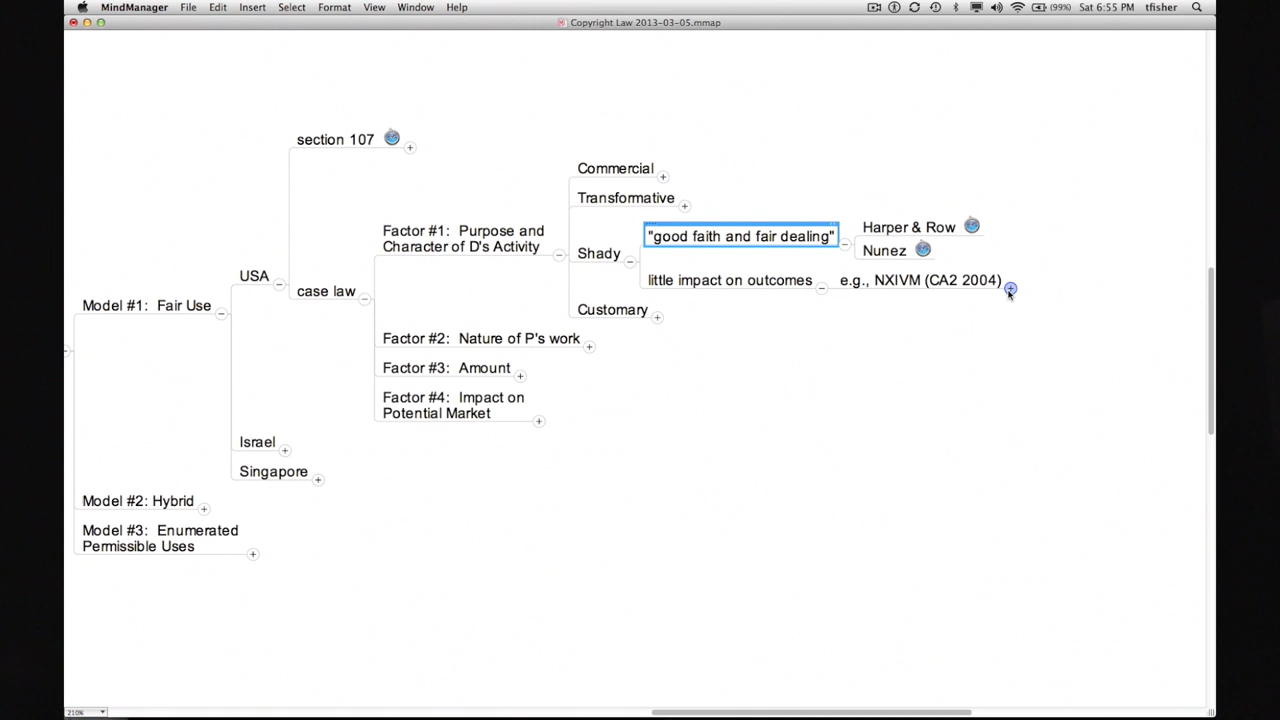 MindManager File Edit Insert Select Format View Window Help (99%) Sat 6:55 PM tfisher
Copyright Law 2013-03-05.mmap
section 107
Commercial
Transformative
Factor #1: Purpose and
Character of D's Activity
"good faith and fair dealing"
Harper & Row
Nunez
Shady
little impact on outcomes
e.g., NXIVM (CA2 2004)
USA
case law
Model #1: Fair Use
Customary
Factor #2: Nature of P's work
Factor #3: Amount
Factor #4: Impact on
Potential Market
Israel
Singapore
Model #2: Hybrid
Model #3: Enumerated
Permissible Uses
210%